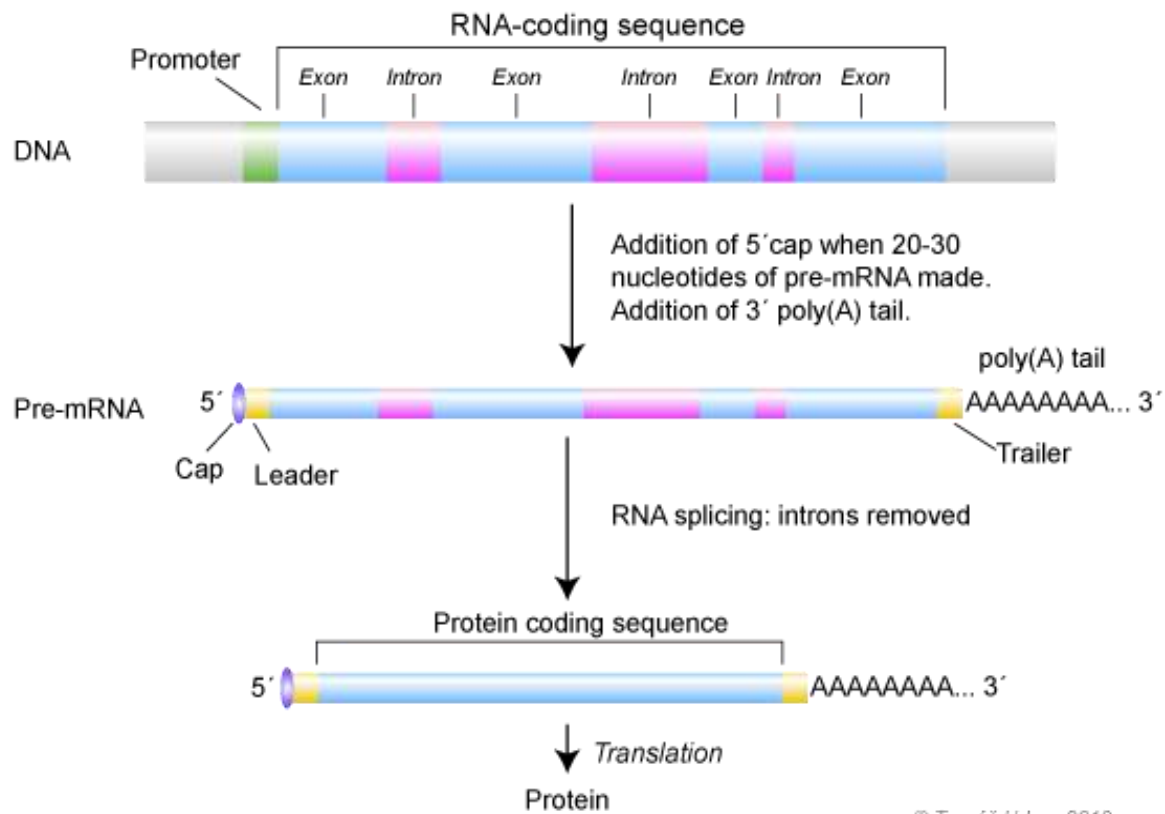 RNA-coding sequence
Promoter
Exon Intron Exon Intron Exon Intron Exon
DNA
Addition of 5´cap when 20-30
nucleotides of pre-mRNA made.
Addition of 3´ poly(A) tail.
poly(A) tail
Pre-mRNA 5´ AAAAAAAA... 3´
Cap Leader Trailer
RNA splicing: introns removed
Protein coding sequence
5´ AAAAAAAA... 3´
Translation
Protein